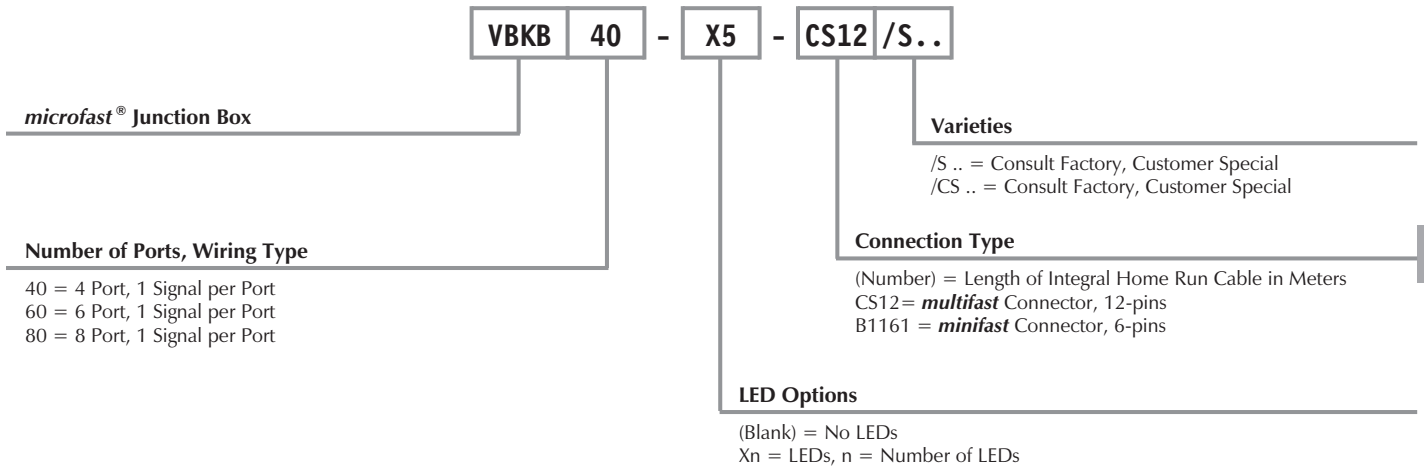 VBKB 40 - X5 - CS12 /S..
microfast® Junction Box
Varieties
/S .. = Consult Factory, Customer Special
/CS .. = Consult Factory, Customer Special
Number of Ports, Wiring Type
40 = 4 Port, 1 Signal per Port
60 = 6 Port, 1 Signal per Port
80 = 8 Port, 1 Signal per Port
Connection Type
(Number) = Length of Integral Home Run Cable in Meters
CS12= multifast Connector, 12-pins
B1161 = minifast Connector, 6-pins
LED Options
(Blank) = No LEDs
Xn = LEDs, n = Number of LEDs